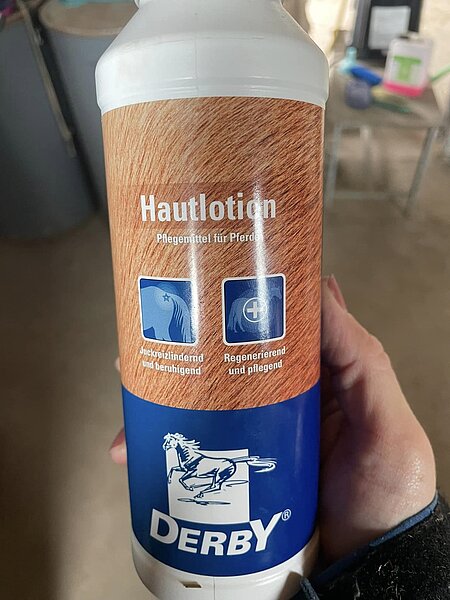 Hautlotion
Pflegemittel für Pferde
Juckreizlindernd
und beruhigend
Regenerierend
und pflegend
DERBY®